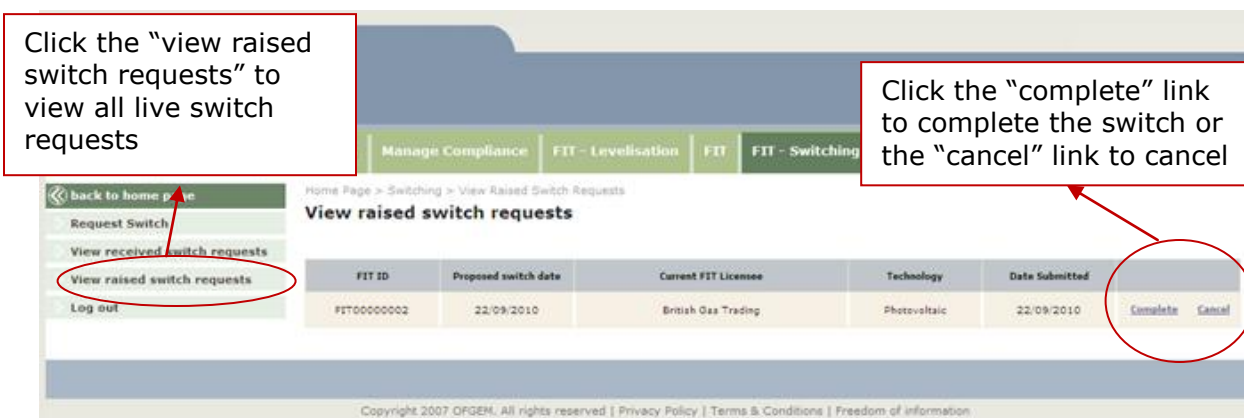 Click the “view raised
switch requests” to
view all live switch
requests
Click the “complete” link
to complete the switch or
the “cancel” link to cancel
Manage Compliance FIT - Levelisation FIT FIT - Switching
back to home page
Home Page > Switching > View Raised Switch Requests
View raised switch requests
Request Switch
View received switch requests
View raised switch requests
Log out
FIT ID Proposed switch date Current FIT Licensee Technology Date Submitted
FIT00000002 22/09/2010 British Gas Trading Photovoltaic 22/09/2010 Complete Cancel
Copyright 2007 OFGEM. All rights reserved | Privacy Policy | Terms & Conditions | Freedom of information